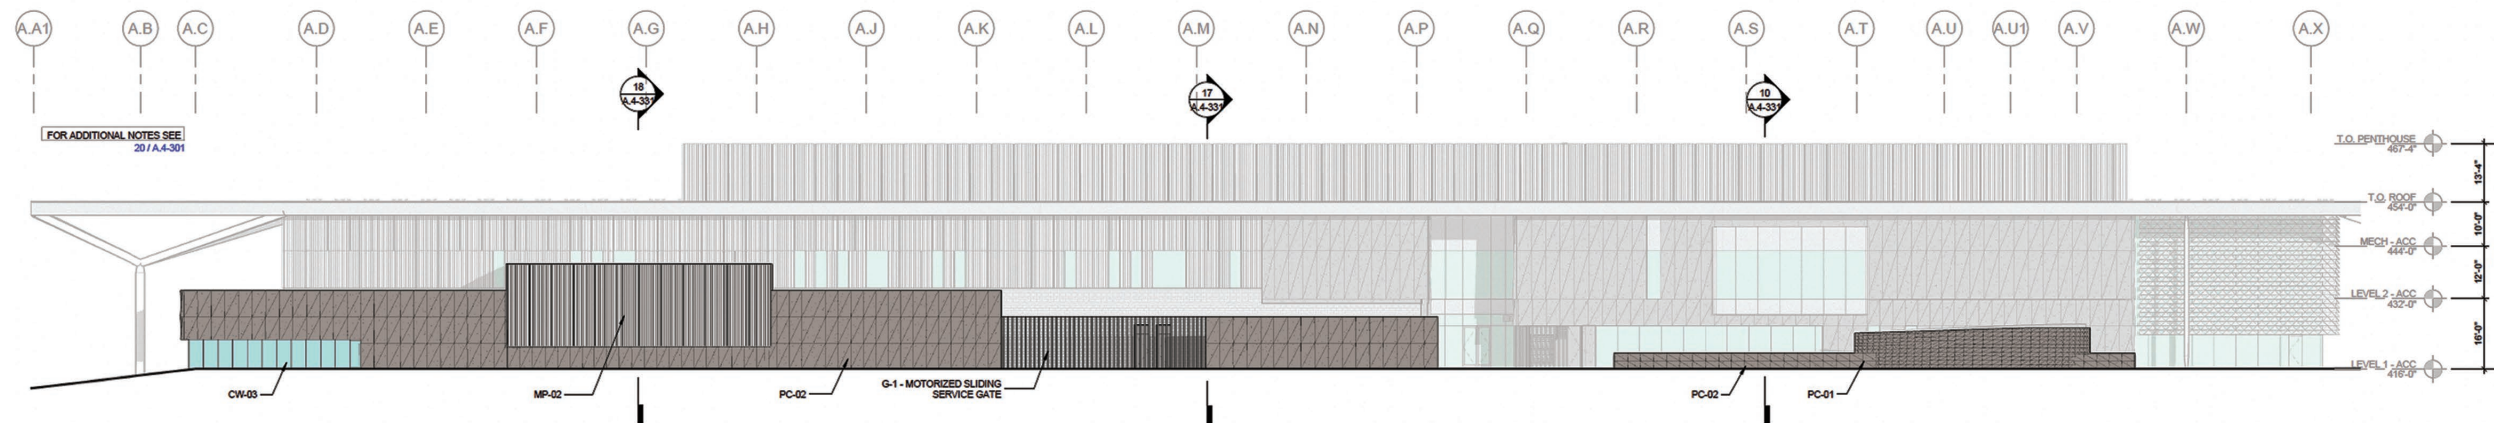 A.A1 A.B A.C A.D A.E A.F A.G A.H A.J A.K A.L A.M A.N A.P A.Q A.R A.S A.T A.U A.U1 A.V A.W A.X
18
A.4-331
17
A.4-331
10
A.4-331
FOR ADDITIONAL NOTES SEE
20 / A.4-301
T.O. PENTHOUSE
467'-4"
13'-4"
T.O. ROOF
454'-0"
10'-0"
MECH - ACC
444'-0"
12'-0"
LEVEL 2 - ACC
432'-0"
16'-0"
LEVEL 1 - ACC
416'-0"
CW-03
MP-02
PC-02
G-1 - MOTORIZED SLIDING
SERVICE GATE
PC-02
PC-01